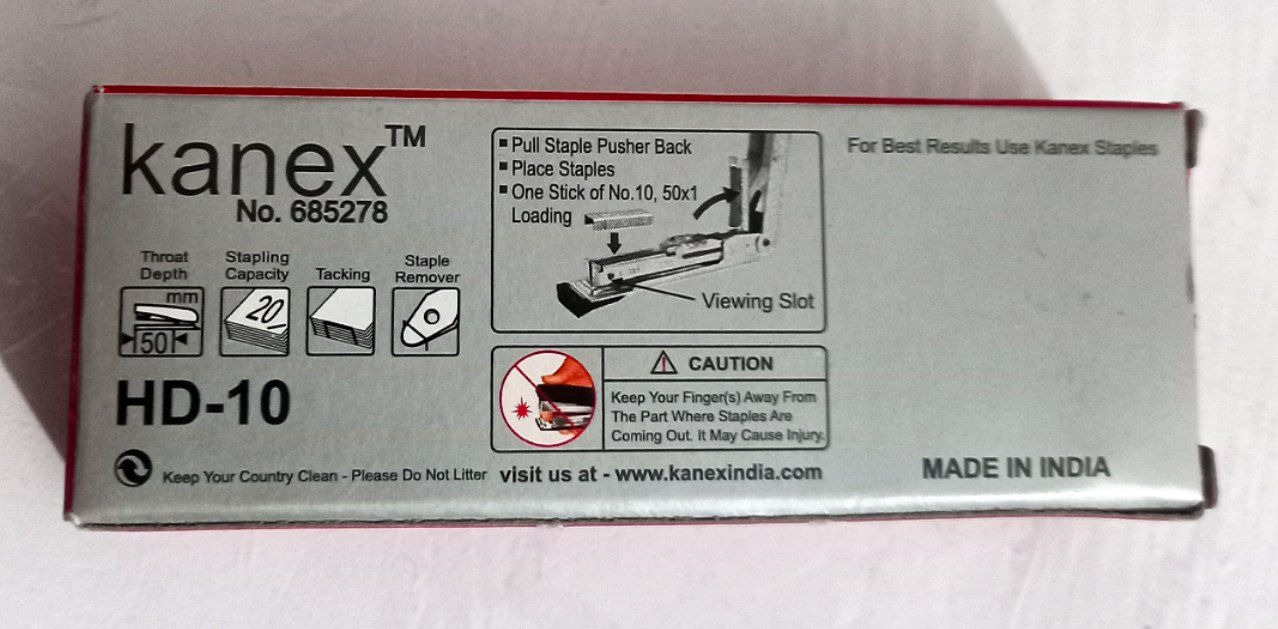 kanex™
No. 685278
Throat
Depth
Stapling
Capacity
Tacking
Staple
Remover
mm
50
20
HD-10
Keep Your Country Clean - Please Do Not Litter
▪ Pull Staple Pusher Back
▪ Place Staples
▪ One Stick of No.10, 50x1
Loading
Viewing Slot
CAUTION
Keep Your Finger(s) Away From
The Part Where Staples Are
Coming Out. It May Cause Injury.
visit us at - www.kanexindia.com
For Best Results Use Kanex Staples
MADE IN INDIA